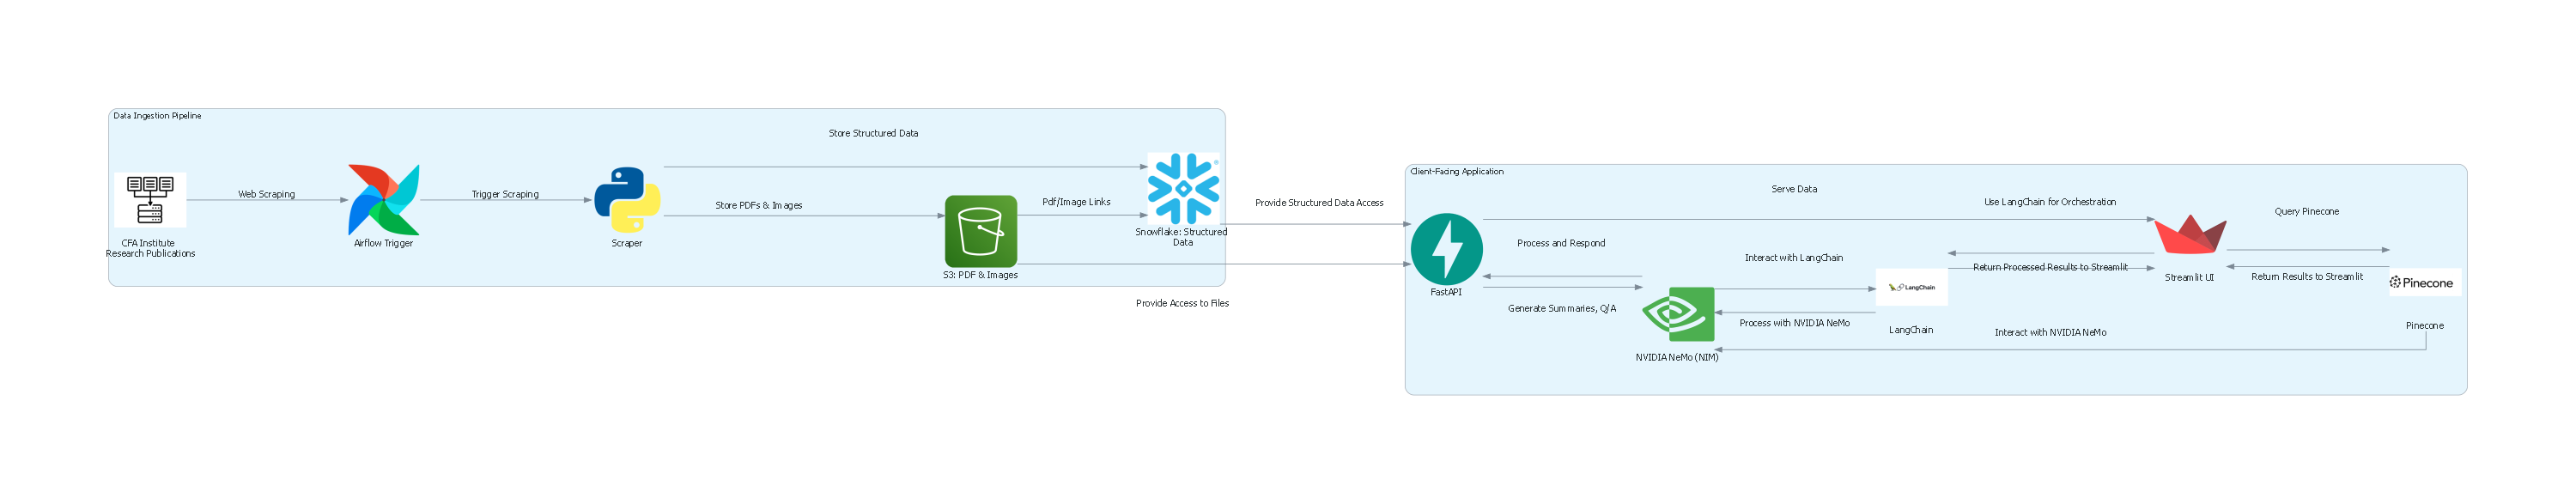 Data Ingestion Pipeline
Store Structured Data
Web Scraping
Trigger Scraping
Store PDFs & Images
Pdf/Image Links
CFA Institute
Research Publications
Airflow Trigger
Scraper
S3: PDF & Images
Snowflake: Structured
Data
Provide Structured Data Access
Provide Access to Files
Client-Facing Application
Serve Data
Use LangChain for Orchestration
Query Pinecone
Process and Respond
Interact with LangChain
Return Processed Results to Streamlit
Streamlit UI
Return Results to Streamlit
FastAPI
LangChain
Pinecone
Generate Summaries, Q/A
Process with NVIDIA NeMo
LangChain
Interact with NVIDIA NeMo
Pinecone
NVIDIA NeMo (NIM)